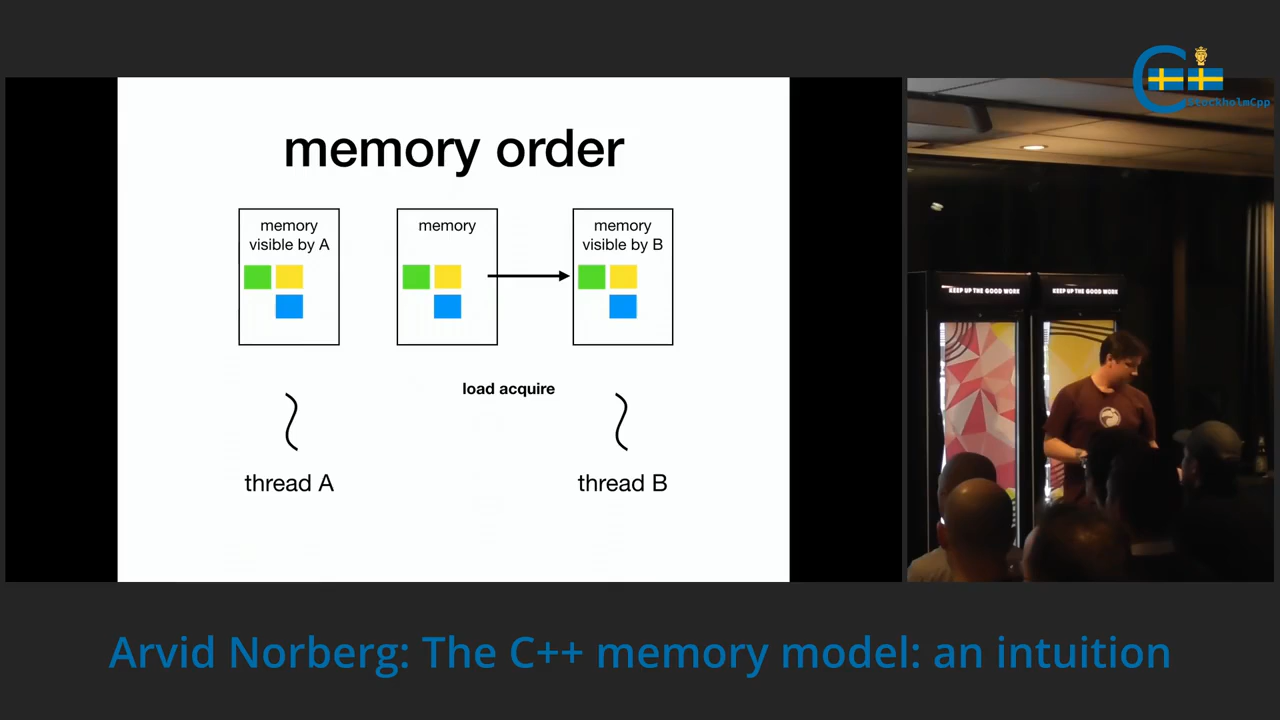 StockholmCpp
memory order
memory
visible by A
memory
memory
visible by B
load acquire
thread A
thread B
KEEP UP THE GOOD WORK
KEEP UP THE GOOD WORK
Arvid Norberg: The C++ memory model: an intuition